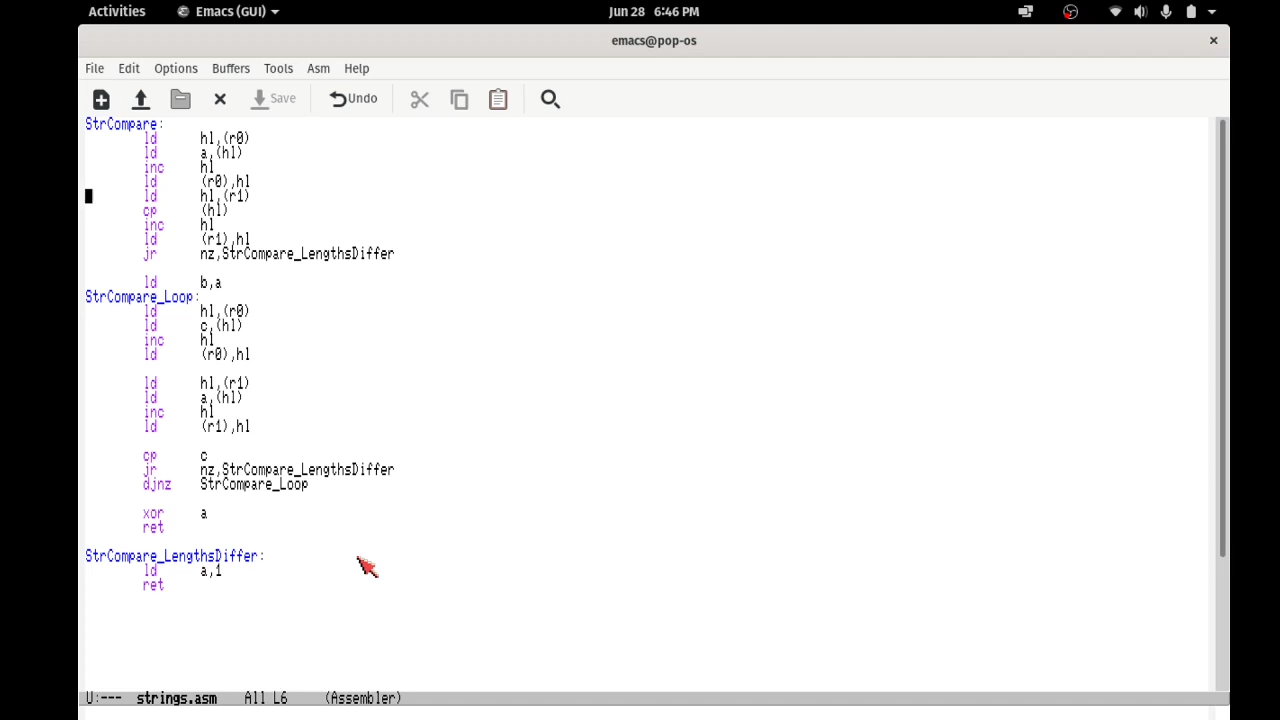 Activities Emacs (GUI) Jun 28 6:46 PM
emacs@pop-os
File Edit Options Buffers Tools Asm Help
Save Undo
StrCompare:
ld hl,(r0)
ld a,(hl)
inc hl
ld (r0),hl
ld hl,(r1)
cp (hl)
inc hl
ld (r1),hl
jr nz,StrCompare_LengthsDiffer
ld b,a
StrCompare_Loop:
ld hl,(r0)
ld c,(hl)
inc hl
ld (r0),hl
ld hl,(r1)
ld a,(hl)
inc hl
ld (r1),hl
cp c
jr nz,StrCompare_LengthsDiffer
djnz StrCompare_Loop
xor a
ret
StrCompare_LengthsDiffer:
ld a,1
ret
U:--- strings.asm All L6 (Assembler)